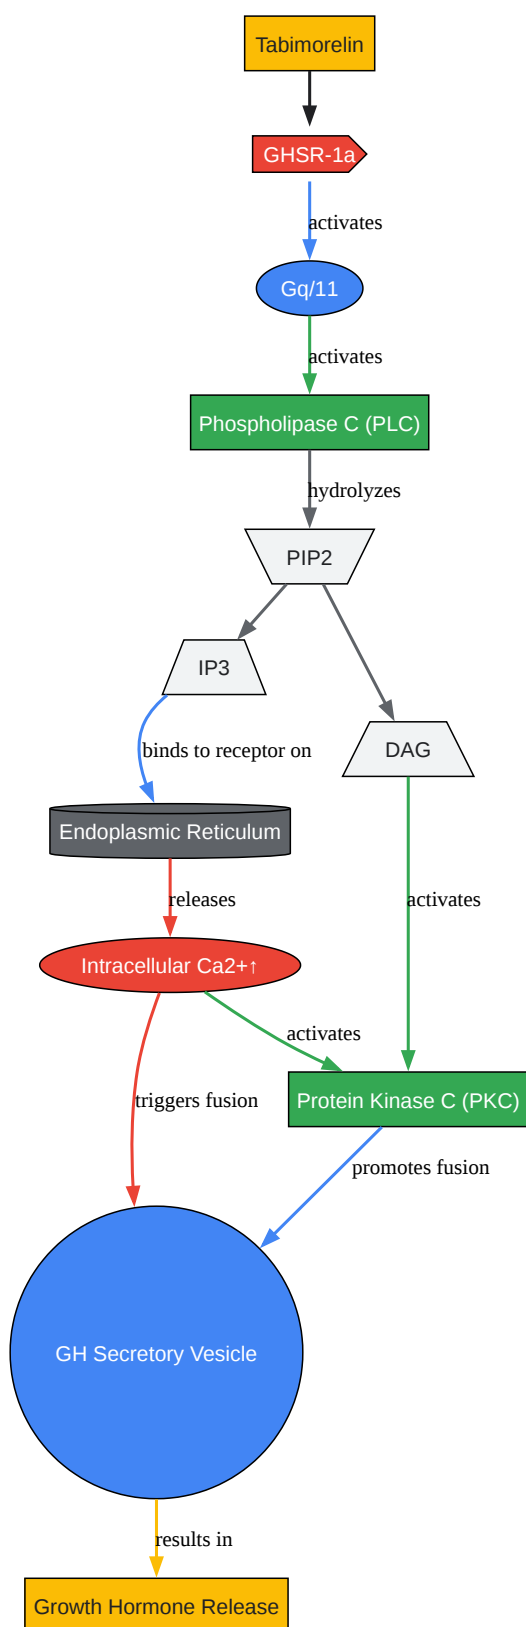 Tabimorelin
GHSR-1a
activates
Gq/11
activates
Phospholipase C (PLC)
hydrolyzes
PIP2
IP3
DAG
binds to receptor on
Endoplasmic Reticulum
releases
activates
Intracellular Ca2+↑
activates
triggers fusion
Protein Kinase C (PKC)
promotes fusion
GH Secretory Vesicle
results in
Growth Hormone Release